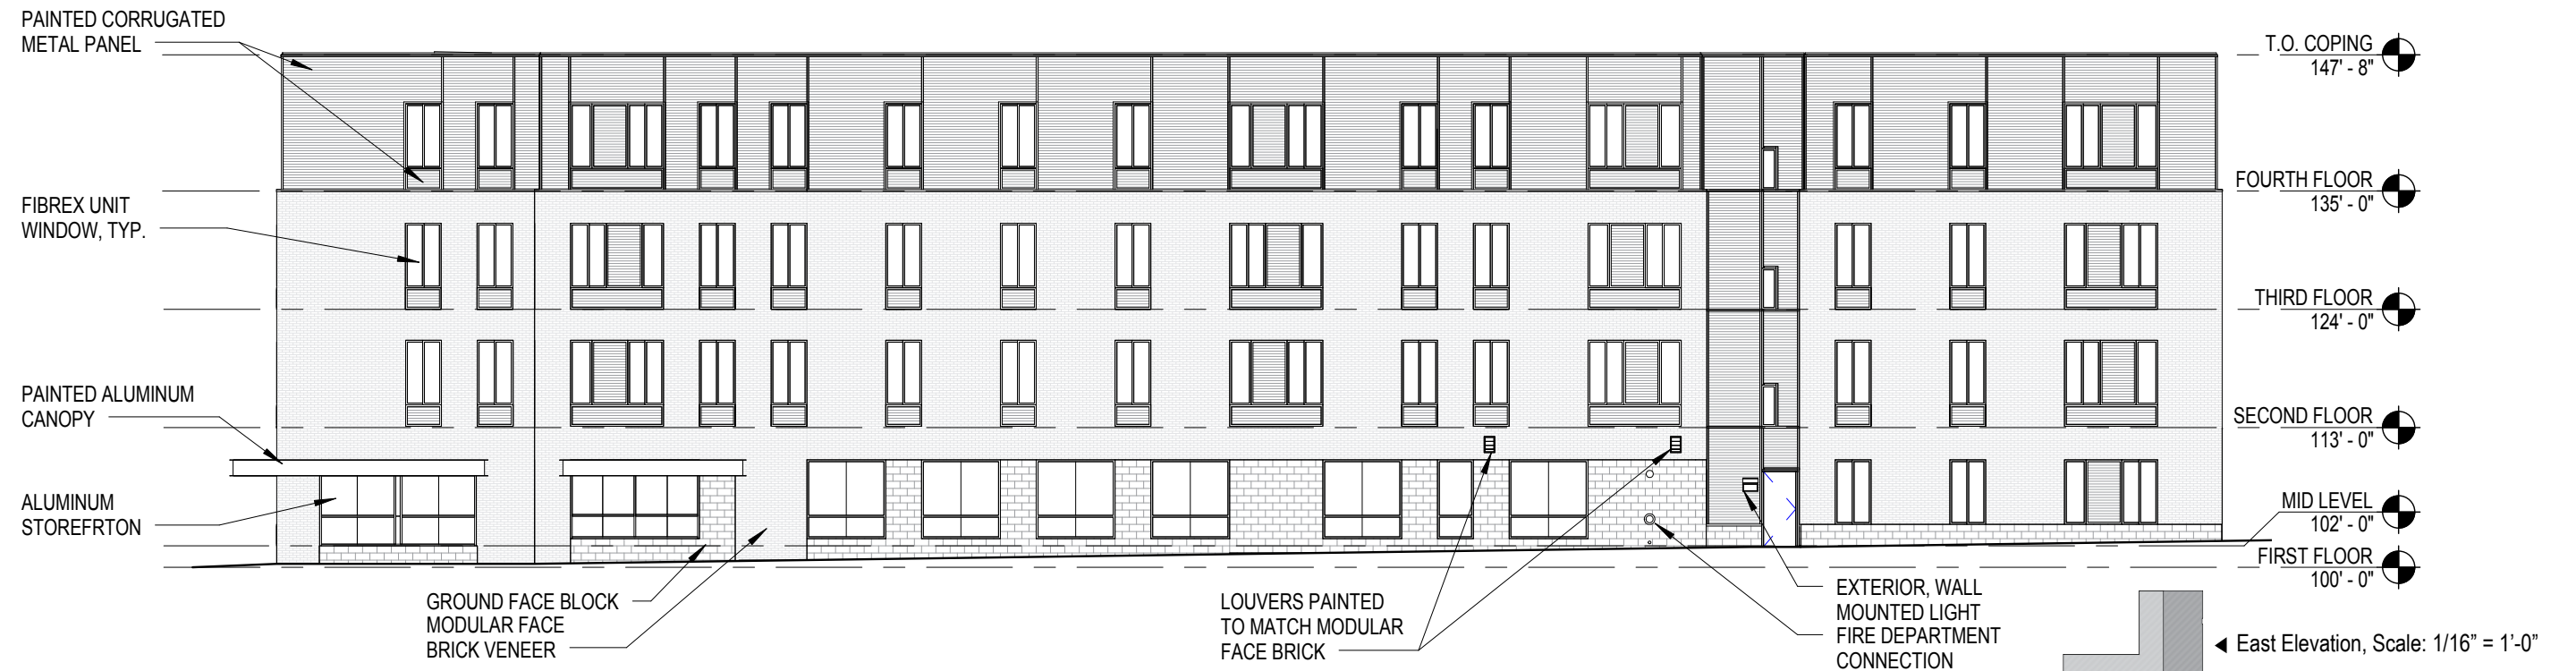 PAINTED CORRUGATED
METAL PANEL
FIBREX UNIT
WINDOW, TYP.
PAINTED ALUMINUM
CANOPY
ALUMINUM
STOREFRTON
GROUND FACE BLOCK
MODULAR FACE
BRICK VENEER
LOUVERS PAINTED
TO MATCH MODULAR
FACE BRICK
EXTERIOR, WALL
MOUNTED LIGHT
FIRE DEPARTMENT
CONNECTION
T.O. COPING
147' - 8"
FOURTH FLOOR
135' - 0"
THIRD FLOOR
124' - 0"
SECOND FLOOR
113' - 0"
MID LEVEL
102' - 0"
FIRST FLOOR
100' - 0"
East Elevation, Scale: 1/16” = 1’-0”